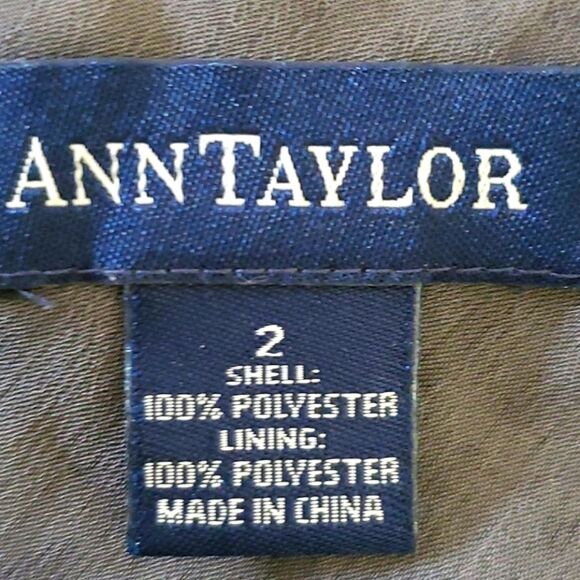 ANNTAYLOR
2
SHELL:
100% POLYESTER
LINING:
100% POLYESTER
MADE IN CHINA